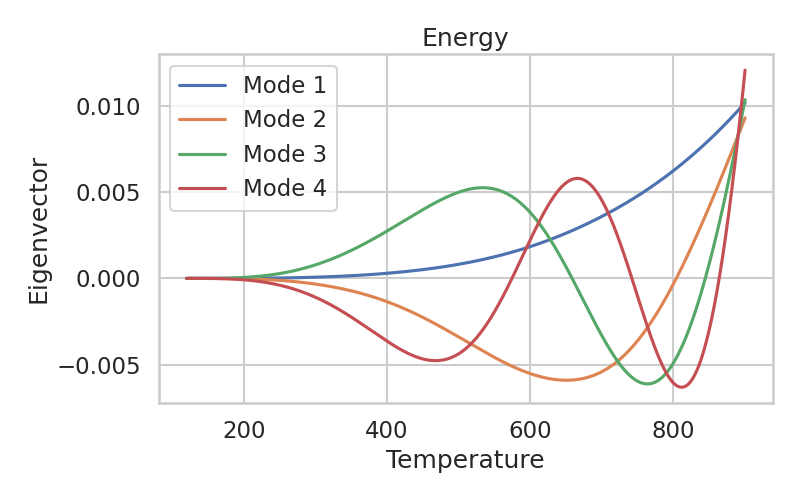 Energy
Mode 1
Mode 2
Mode 3
Mode 4
Eigenvector
0.010
0.005
0.000
−0.005
200 400 600 800
Temperature